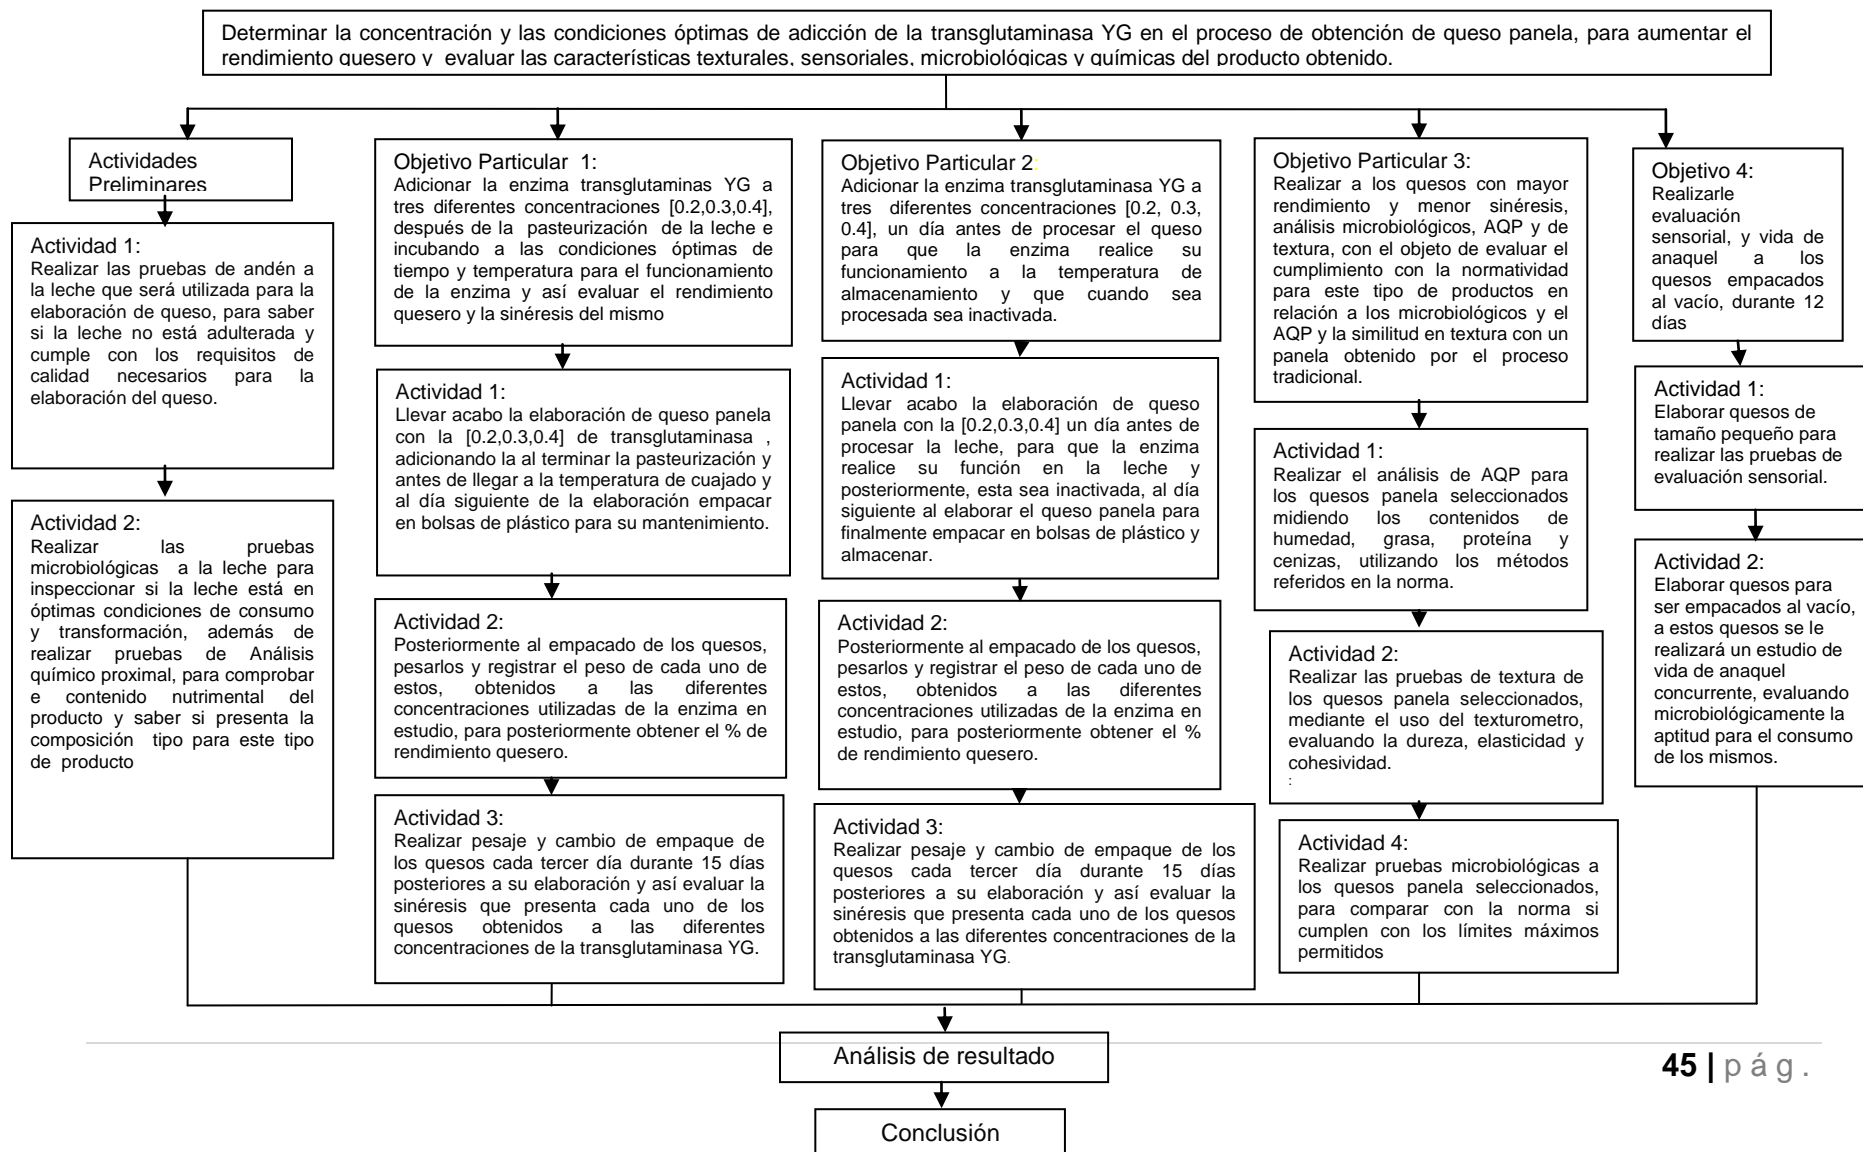 Determinar la concentración y las condiciones óptimas de adicción de la transglutaminasa YG en el proceso de obtención de queso panela, para aumentar el
rendimiento quesero y evaluar las características texturales, sensoriales, microbiológicas y químicas del producto obtenido.
Actividades
Preliminares
Actividad 1:
Realizar las pruebas de andén a
la leche que será utilizada para la
elaboración de queso, para saber
si la leche no está adulterada y
cumple con los requisitos de
calidad necesarios para la
elaboración del queso.
Actividad 2:
Realizar las pruebas
microbiológicas a la leche para
inspeccionar si la leche está en
óptimas condiciones de consumo
y transformación, además de
realizar pruebas de Análisis
químico proximal, para comprobar
e contenido nutrimental del
producto y saber si presenta la
composición tipo para este tipo
de producto
Objetivo Particular 1:
Adicionar la enzima transglutaminas YG a
tres diferentes concentraciones [0.2,0.3,0.4],
después de la pasteurización de la leche e
incubando a las condiciones óptimas de
tiempo y temperatura para el funcionamiento
de la enzima y así evaluar el rendimiento
quesero y la sinéresis del mismo
Actividad 1:
Llevar acabo la elaboración de queso panela
con la [0.2,0.3,0.4] de transglutaminasa ,
adicionando la al terminar la pasteurización y
antes de llegar a la temperatura de cuajado y
al día siguiente de la elaboración empacar
en bolsas de plástico para su mantenimiento.
Actividad 2:
Posteriormente al empacado de los quesos,
pesarlos y registrar el peso de cada uno de
estos, obtenidos a las diferentes
concentraciones utilizadas de la enzima en
estudio, para posteriormente obtener el % de
rendimiento quesero.
Actividad 3:
Realizar pesaje y cambio de empaque de
los quesos cada tercer día durante 15 días
posteriores a su elaboración y así evaluar la
sinéresis que presenta cada uno de los
quesos obtenidos a las diferentes
concentraciones de la transglutaminasa YG.
Objetivo Particular 2:
Adicionar la enzima transglutaminasa YG a
tres diferentes concentraciones [0.2, 0.3,
0.4], un día antes de procesar el queso
para que la enzima realice su
funcionamiento a la temperatura de
almacenamiento y que cuando sea
procesada sea inactivada.
Actividad 1:
Llevar acabo la elaboración de queso
panela con la [0.2,0.3,0.4] un día antes de
procesar la leche, para que la enzima
realice su función en la leche y
posteriormente, esta sea inactivada, al día
siguiente al elaborar el queso panela para
finalmente empacar en bolsas de plástico y
almacenar.
Actividad 2:
Posteriormente al empacado de los quesos,
pesarlos y registrar el peso de cada uno de
estos, obtenidos a las diferentes
concentraciones utilizadas de la enzima en
estudio, para posteriormente obtener el %
de rendimiento quesero.
Actividad 3:
Realizar pesaje y cambio de empaque de los
quesos cada tercer día durante 15 días
posteriores a su elaboración y así evaluar la
sinéresis que presenta cada uno de los quesos
obtenidos a las diferentes concentraciones de la
transglutaminasa YG.
Objetivo Particular 3:
Realizar a los quesos con mayor
rendimiento y menor sinéresis,
análisis microbiológicos, AQP y de
textura, con el objeto de evaluar el
cumplimiento con la normatividad
para este tipo de productos en
relación a los microbiológicos y el
AQP y la similitud en textura con un
panela obtenido por el proceso
tradicional.
Actividad 1:
Realizar el análisis de AQP para
los quesos panela seleccionados
midiendo los contenidos de
humedad, grasa, proteína y
cenizas, utilizando los métodos
referidos en la norma.
Actividad 2:
Realizar las pruebas de textura de
los quesos panela seleccionados,
mediante el uso del texturometro,
evaluando la dureza, elasticidad y
cohesividad.
:
Actividad 4:
Realizar pruebas microbiológicas a
los quesos panela seleccionados,
para comparar con la norma si
cumplen con los límites máximos
permitidos
Objetivo 4:
Realizarle
evaluación
sensorial, y vida de
anaquel a los
quesos empacados
al vacío, durante 12
días
Actividad 1:
Elaborar quesos de
tamaño pequeño para
realizar las pruebas de
evaluación sensorial.
Actividad 2:
Elaborar quesos para
ser empacados al vacío,
a estos quesos se le
realizará un estudio de
vida de anaquel
concurrente, evaluando
microbiológicamente la
aptitud para el consumo
de los mismos.
Análisis de resultado
45 | pág.
Conclusión